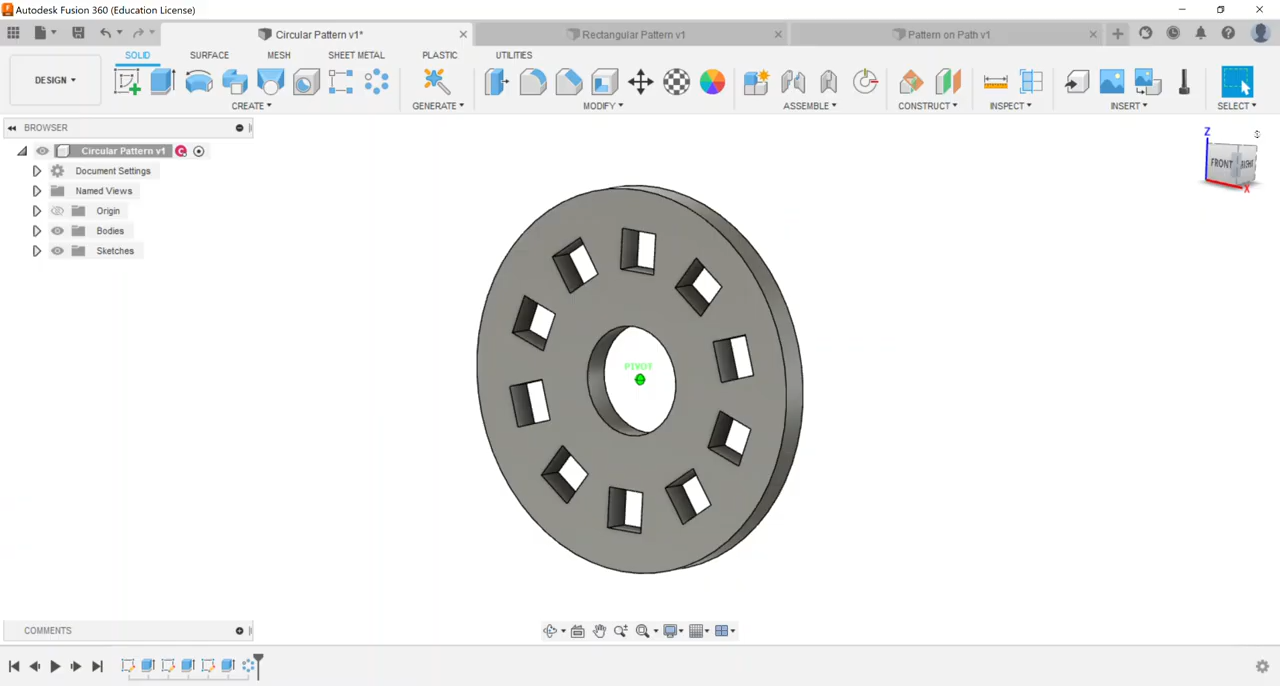 Autodesk Fusion 360 (Education License)
Circular Pattern v1*
Rectangular Pattern v1
Pattern on Path v1
SOLID
SURFACE
MESH
SHEET METAL
PLASTIC
UTILITIES
DESIGN
CREATE
GENERATE
MODIFY
ASSEMBLE
CONSTRUCT
INSPECT
INSERT
SELECT
BROWSER
Circular Pattern v1
Document Settings
Named Views
Origin
Bodies
Sketches
Z
FRONT
RIGHT
X
PIVOT
COMMENTS